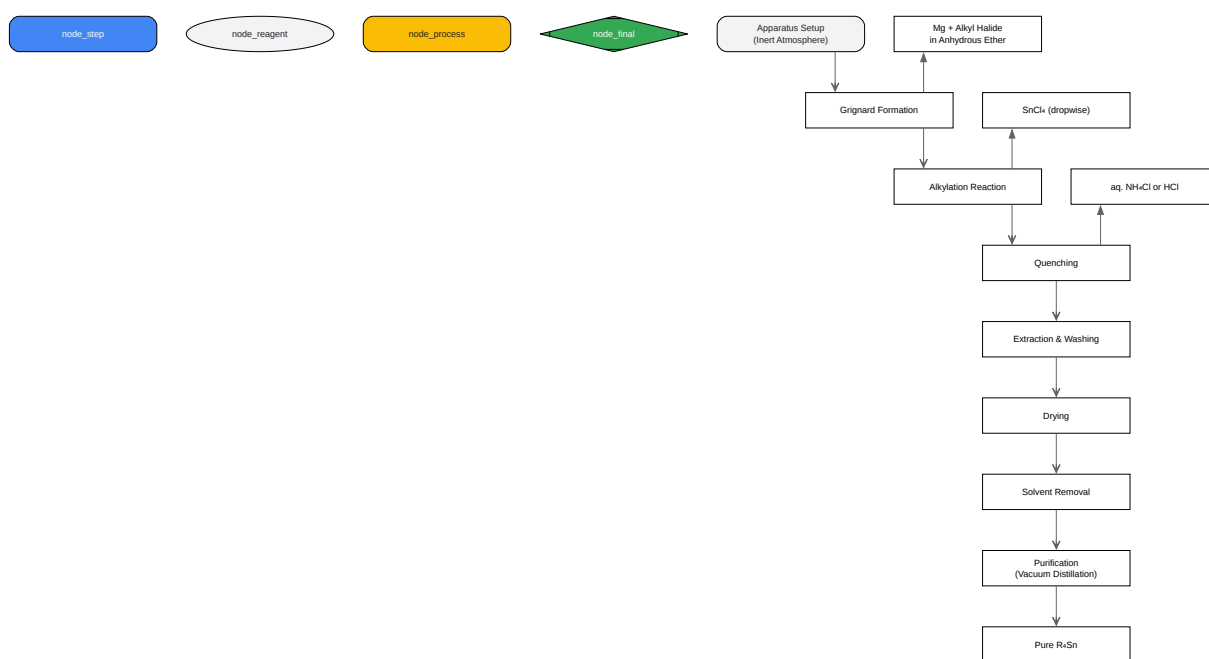 node_step
node_reagent
node_process
node_final
Apparatus Setup
(Inert Atmosphere)
Mg + Alkyl Halide
in Anhydrous Ether
Grignard Formation
SnCl₄ (dropwise)
Alkylation Reaction
aq. NH₄Cl or HCl
Quenching
Extraction & Washing
Drying
Solvent Removal
Purification
(Vacuum Distillation)
Pure R₄Sn